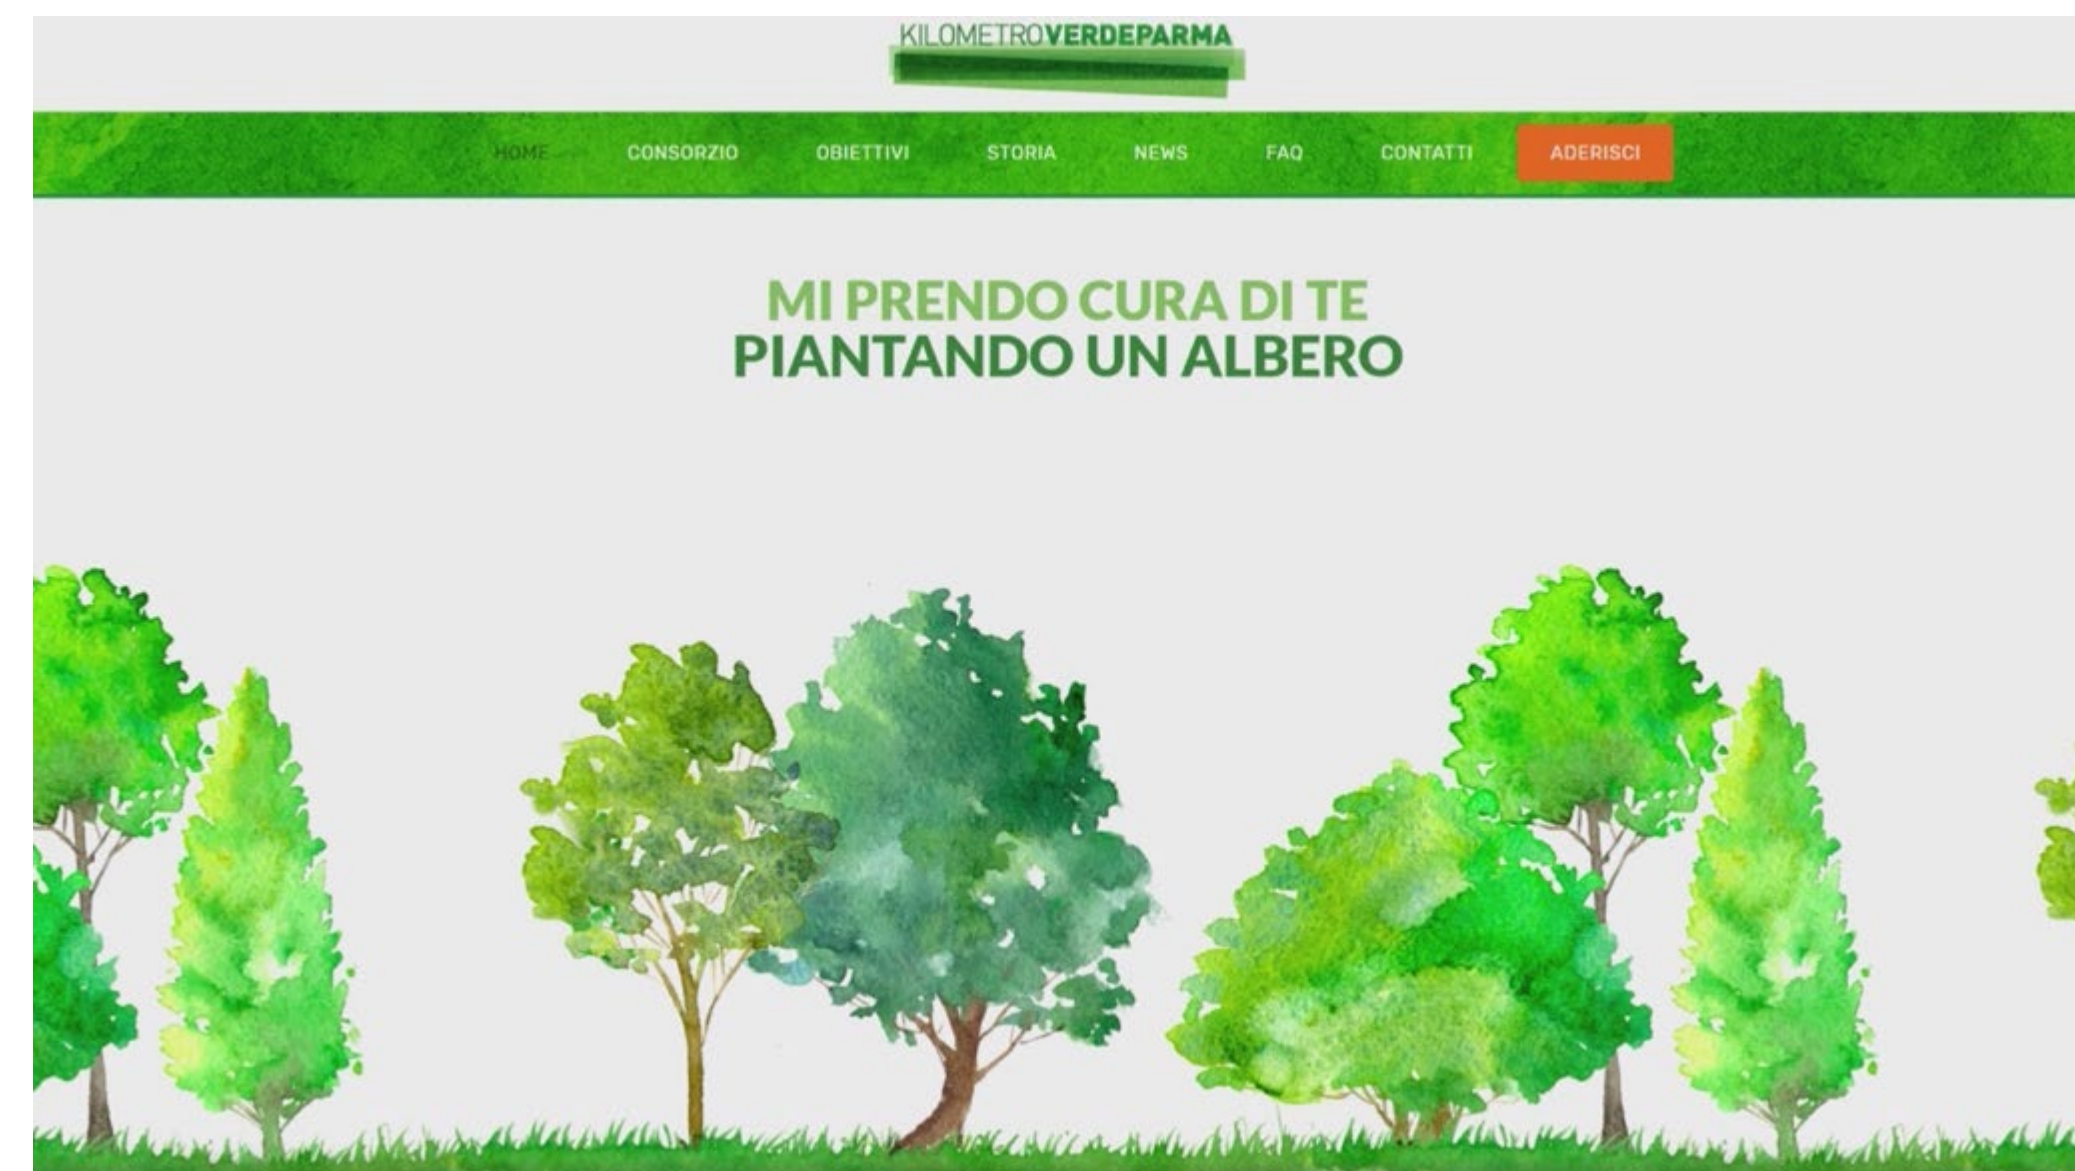 KILOMETROVERDEPARMA
HOME CONSORZIO OBIETTIVI STORIA NEWS FAQ CONTATTI ADERISCI
MI PRENDO CURA DI TE
PIANTANDO UN ALBERO